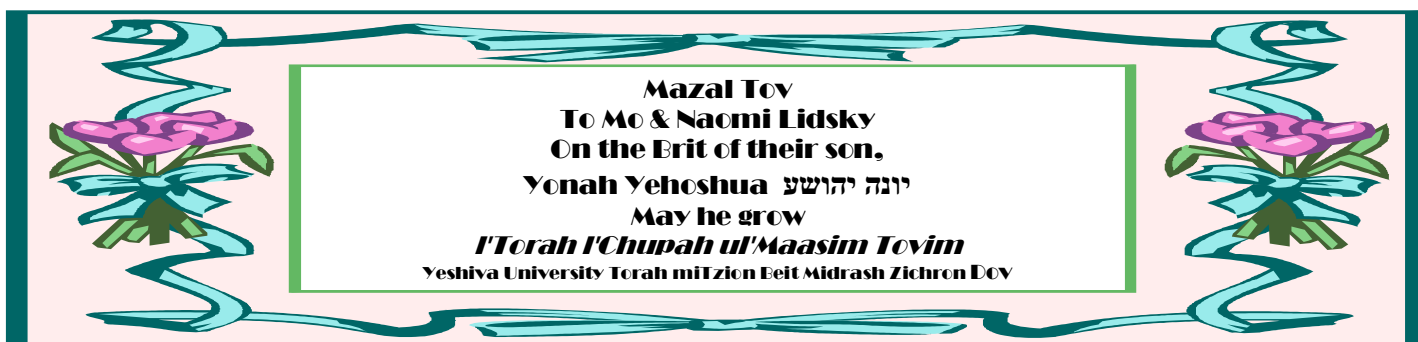 Mazal Tov
To Mo & Naomi Lidsky
On the Brit of their son,
Yonah Yehoshua יונה יהושע
May he grow
l'Torah l'Chupah ul'Maasim Tovim
Yeshiva University Torah miTzion Beit Midrash Zichron Dov